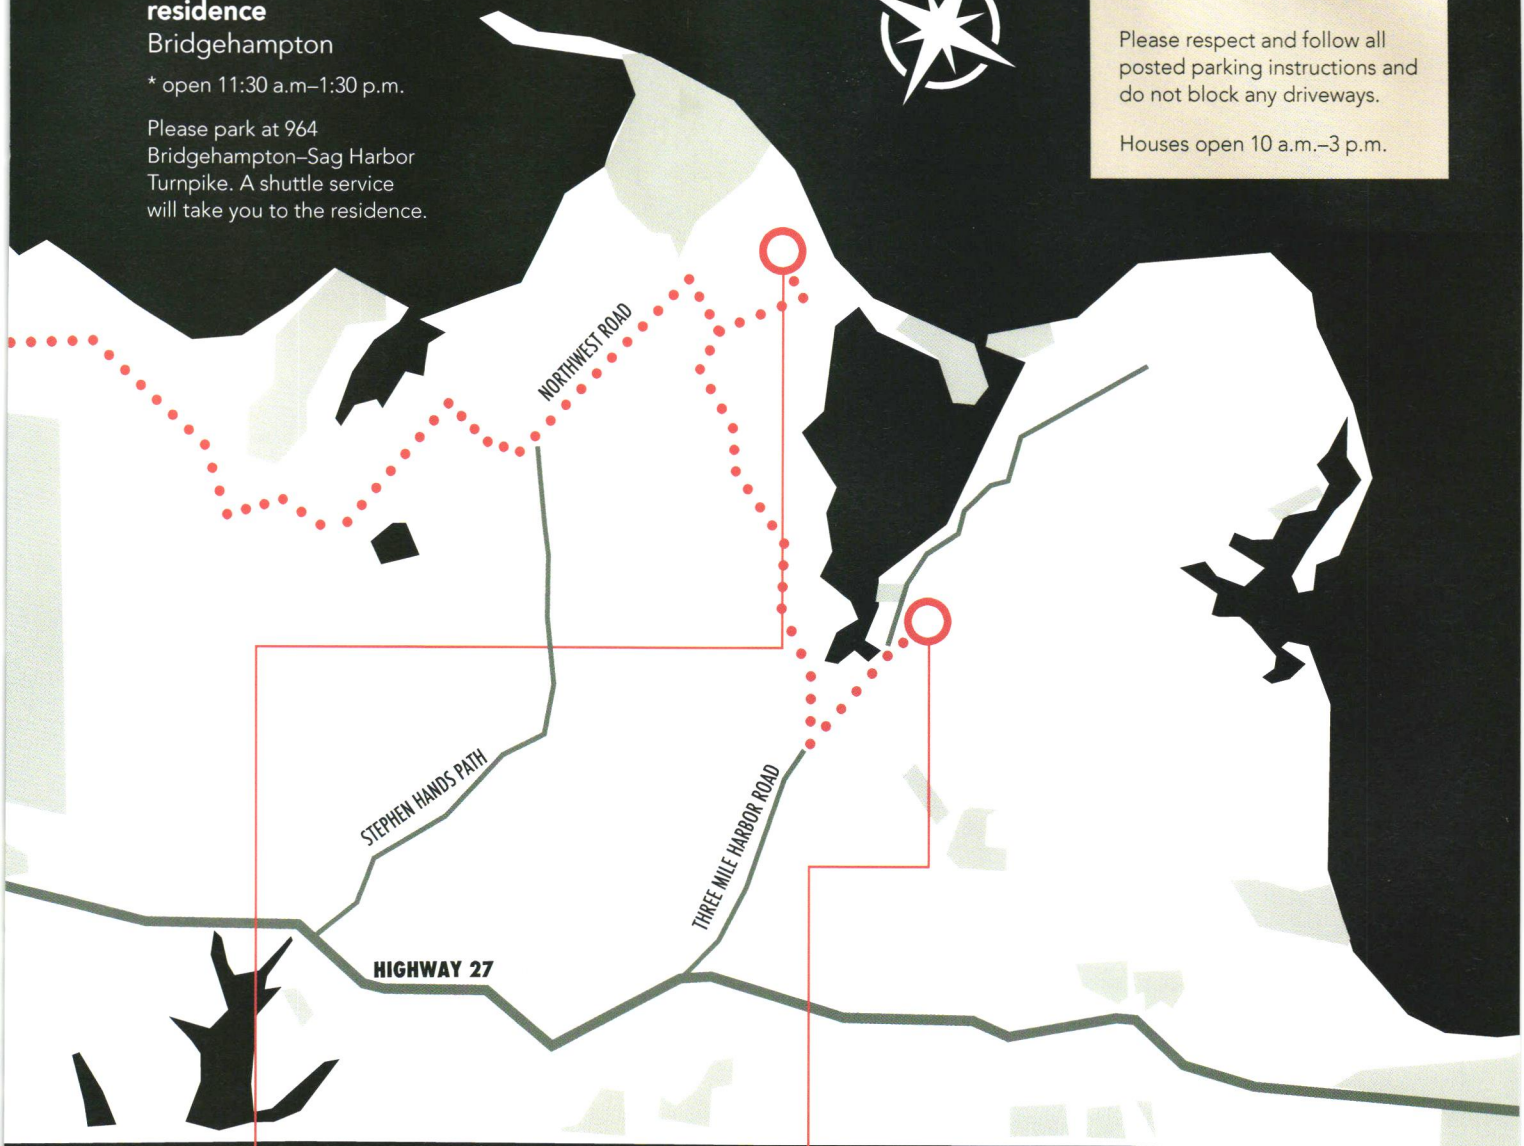 residence
Bridgehampton
* open 11:30 a.m–1:30 p.m.
Please park at 964
Bridgehampton–Sag Harbor
Turnpike. A shuttle service
will take you to the residence.
Please respect and follow all
posted parking instructions and
do not block any driveways.
Houses open 10 a.m.–3 p.m.
NORTHWEST ROAD
STEPHEN HANDS PATH
THREE MILE HARBOR ROAD
HIGHWAY 27